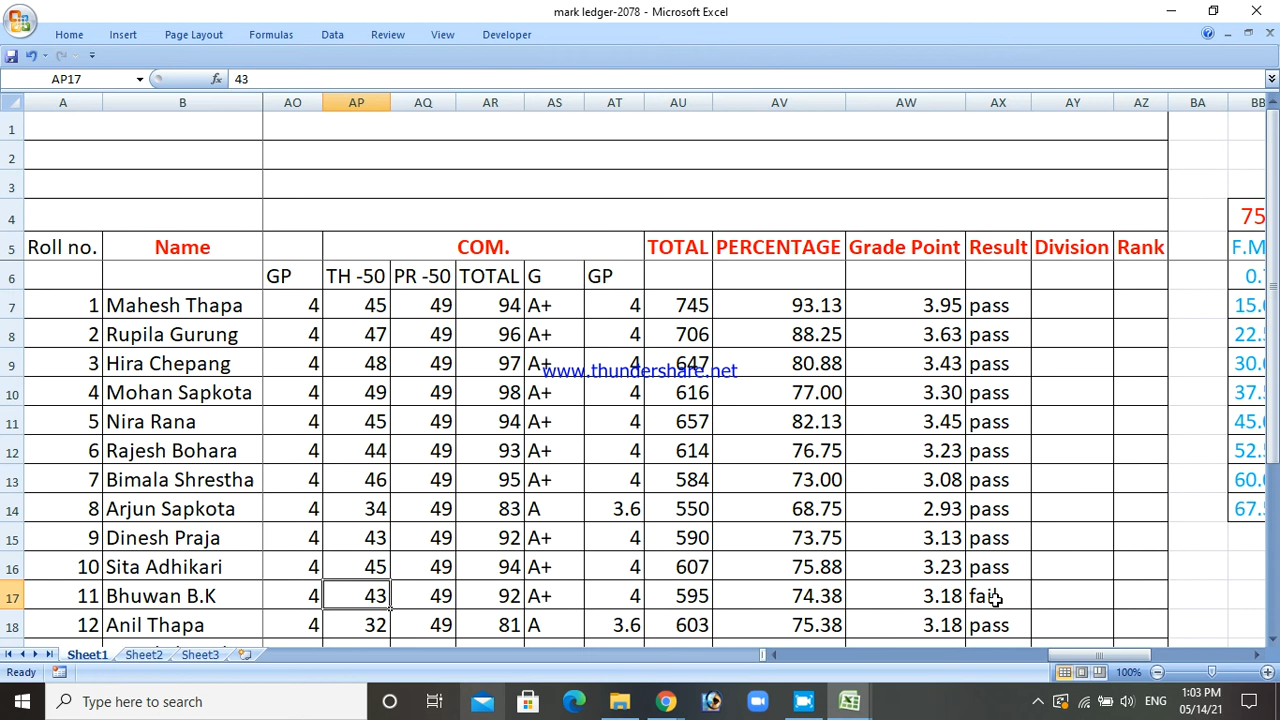 mark ledger-2078 - Microsoft Excel
Home Insert Page Layout Formulas Data Review View Developer
AP17 fx 43
A B AO AP AQ AR AS AT AU AV AW AX AY AZ BA BB
1
2
3
4 75
5 Roll no. Name COM. TOTAL PERCENTAGE Grade Point Result Division Rank F.M
6 GP TH -50 PR -50 TOTAL G GP 0.
7 1 Mahesh Thapa 4 45 49 94 A+ 4 745 93.13 3.95 pass 15.
8 2 Rupila Gurung 4 47 49 96 A+ 4 706 88.25 3.63 pass 22.
9 3 Hira Chepang 4 48 49 97 A+ 4 647 80.88 3.43 pass 30.
www.thundershare.net
10 4 Mohan Sapkota 4 49 49 98 A+ 4 616 77.00 3.30 pass 37.
11 5 Nira Rana 4 45 49 94 A+ 4 657 82.13 3.45 pass 45.
12 6 Rajesh Bohara 4 44 49 93 A+ 4 614 76.75 3.23 pass 52.
13 7 Bimala Shrestha 4 46 49 95 A+ 4 584 73.00 3.08 pass 60.
14 8 Arjun Sapkota 4 34 49 83 A 3.6 550 68.75 2.93 pass 67.
15 9 Dinesh Praja 4 43 49 92 A+ 4 590 73.75 3.13 pass
16 10 Sita Adhikari 4 45 49 94 A+ 4 607 75.88 3.23 pass
17 11 Bhuwan B.K 4 43 49 92 A+ 4 595 74.38 3.18 fail
18 12 Anil Thapa 4 32 49 81 A 3.6 603 75.38 3.18 pass
Sheet1 Sheet2 Sheet3
Ready 100%
Type here to search ENG 1:03 PM
05/14/21